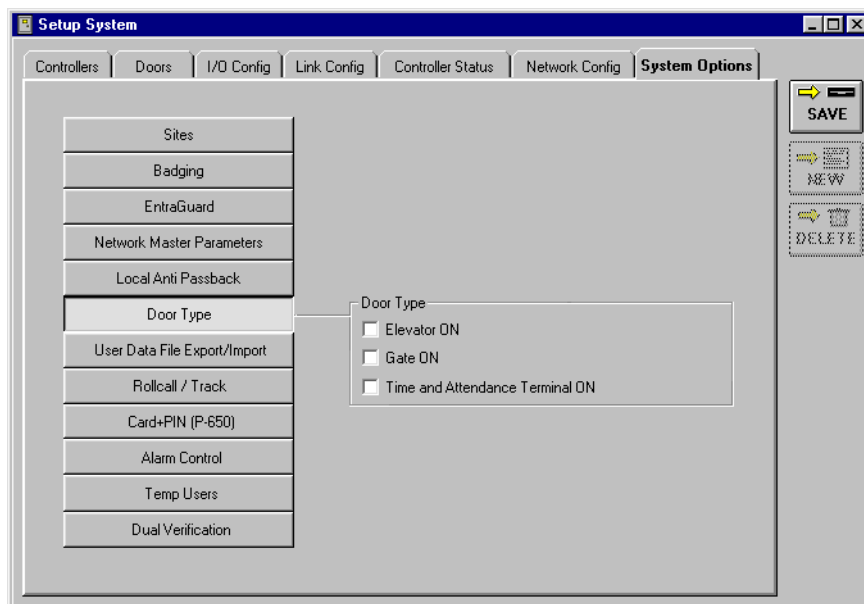 Setup System
Controllers Doors I/O Config Link Config Controller Status Network Config System Options
SAVE
NEW
DELETE
Sites
Badging
EntraGuard
Network Master Parameters
Local Anti Passback
Door Type
User Data File Export/Import
Rollcall / Track
Card+PIN (P-650)
Alarm Control
Temp Users
Dual Verification
Door Type
Elevator ON
Gate ON
Time and Attendance Terminal ON